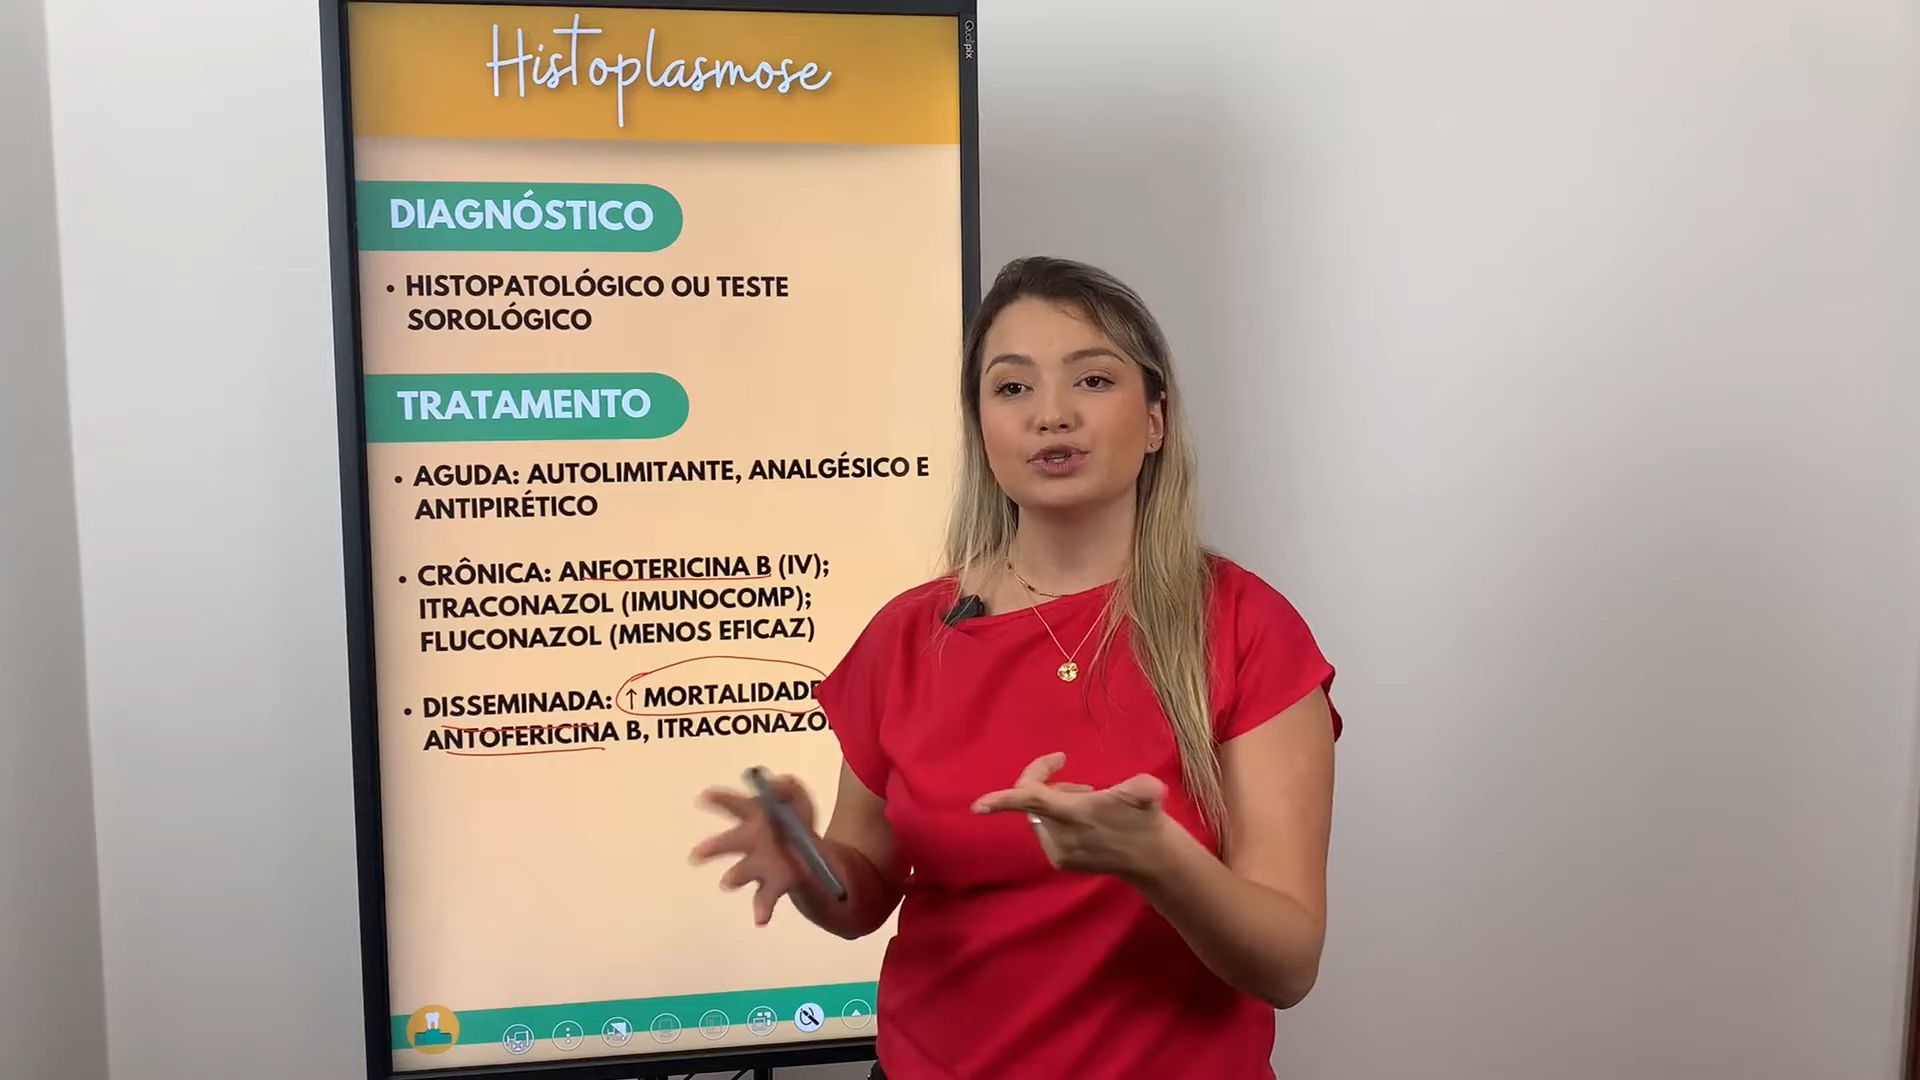 Histoplasmose
DIAGNÓSTICO
• HISTOPATOLÓGICO OU TESTE
SOROLÓGICO
TRATAMENTO
• AGUDA: AUTOLIMITANTE, ANALGÉSICO E
ANTIPIRÉTICO
• CRÔNICA: ANFOTERICINA B (IV);
ITRACONAZOL (IMUNOCOMP);
FLUCONAZOL (MENOS EFICAZ)
• DISSEMINADA: ↑ MORTALIDADE
ANTOFERICINA B, ITRACONAZOL